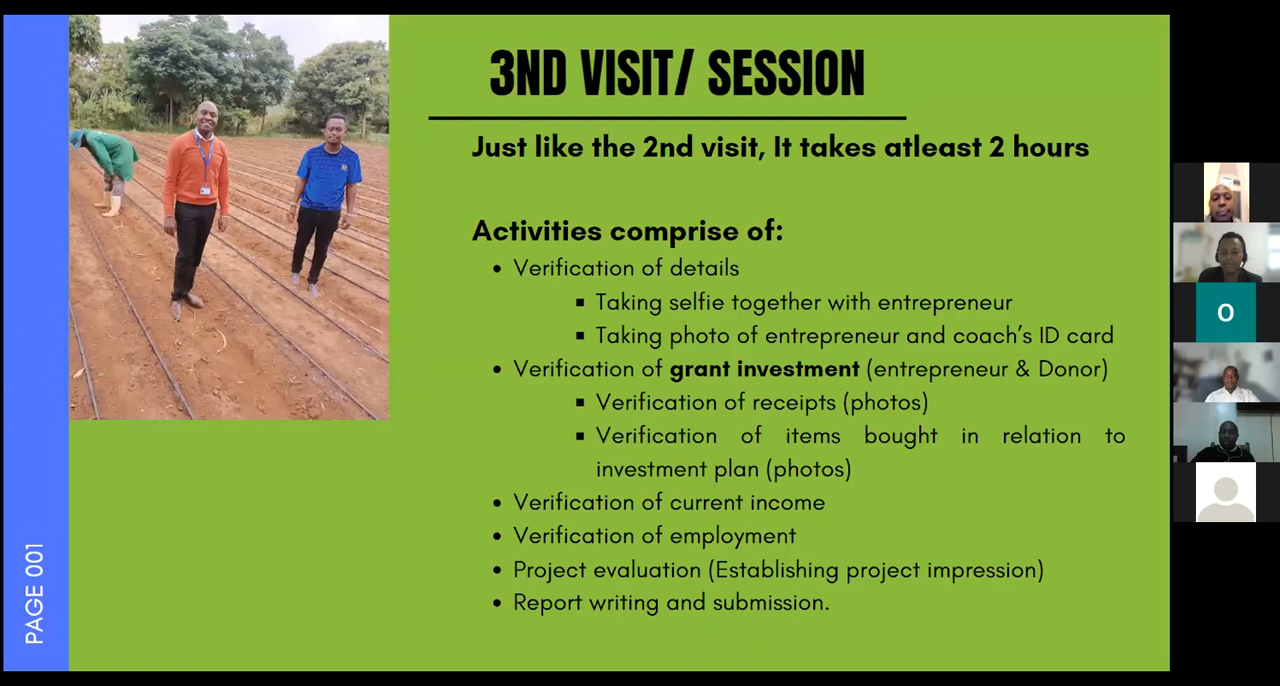 3ND VISIT/ SESSION
Just like the 2nd visit, It takes atleast 2 hours
Activities comprise of:
• Verification of details
▪ Taking selfie together with entrepreneur
▪ Taking photo of entrepreneur and coach's ID card
• Verification of grant investment (entrepreneur & Donor)
▪ Verification of receipts (photos)
▪ Verification of items bought in relation to
investment plan (photos)
• Verification of current income
• Verification of employment
• Project evaluation (Establishing project impression)
• Report writing and submission.
PAGE 001
O